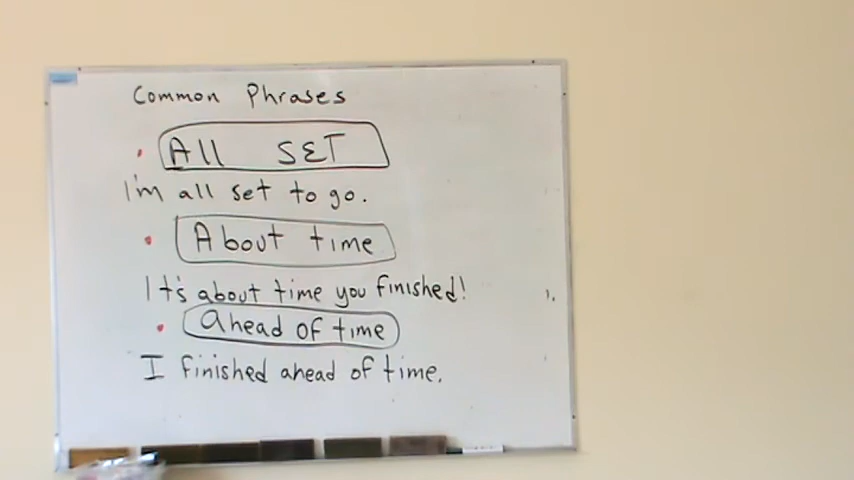 Common Phrases
• All SET
I'm all set to go.
• About time
It's about time you finished!
• ahead of time
I finished ahead of time.